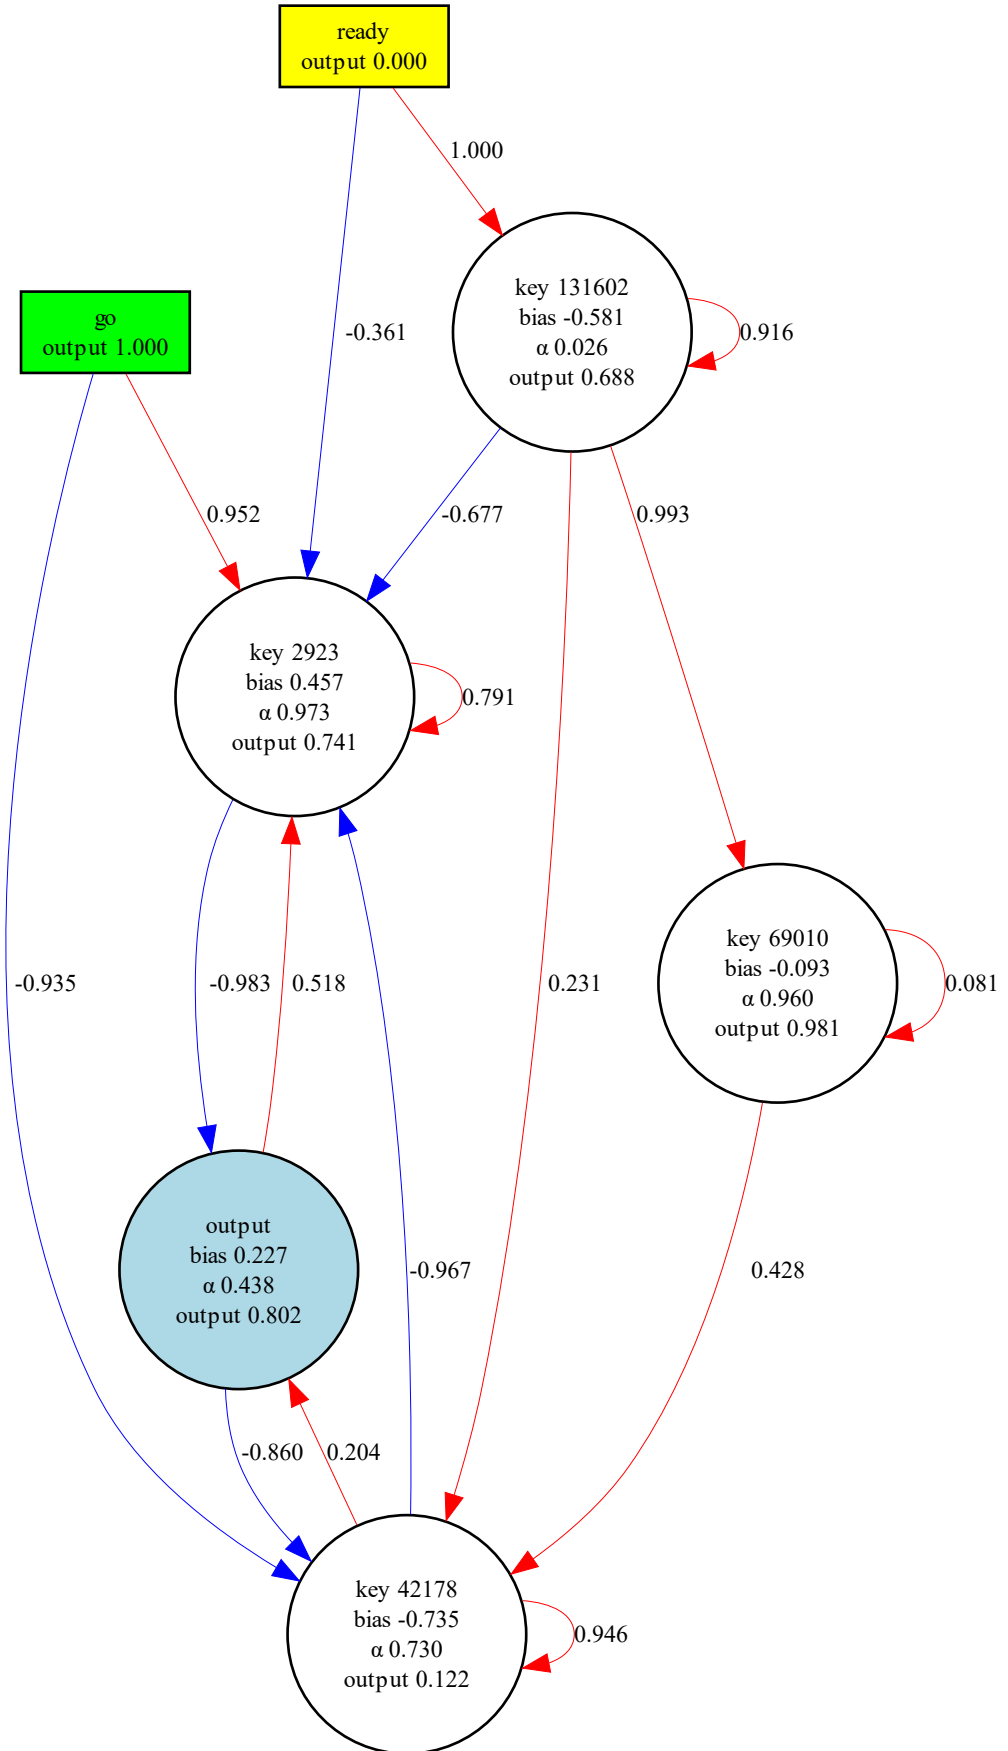 ready
output 0.000
1.000
go
output 1.000
-0.361
key 131602
bias -0.581
α 0.026
output 0.688
0.916
0.952
-0.677
0.993
key 2923
bias 0.457
α 0.973
output 0.741
0.791
-0.935
-0.983
0.518
0.231
key 69010
bias -0.093
α 0.960
output 0.981
0.081
output
bias 0.227
α 0.438
output 0.802
-0.967
0.428
-0.860
0.204
key 42178
bias -0.735
α 0.730
output 0.122
0.946